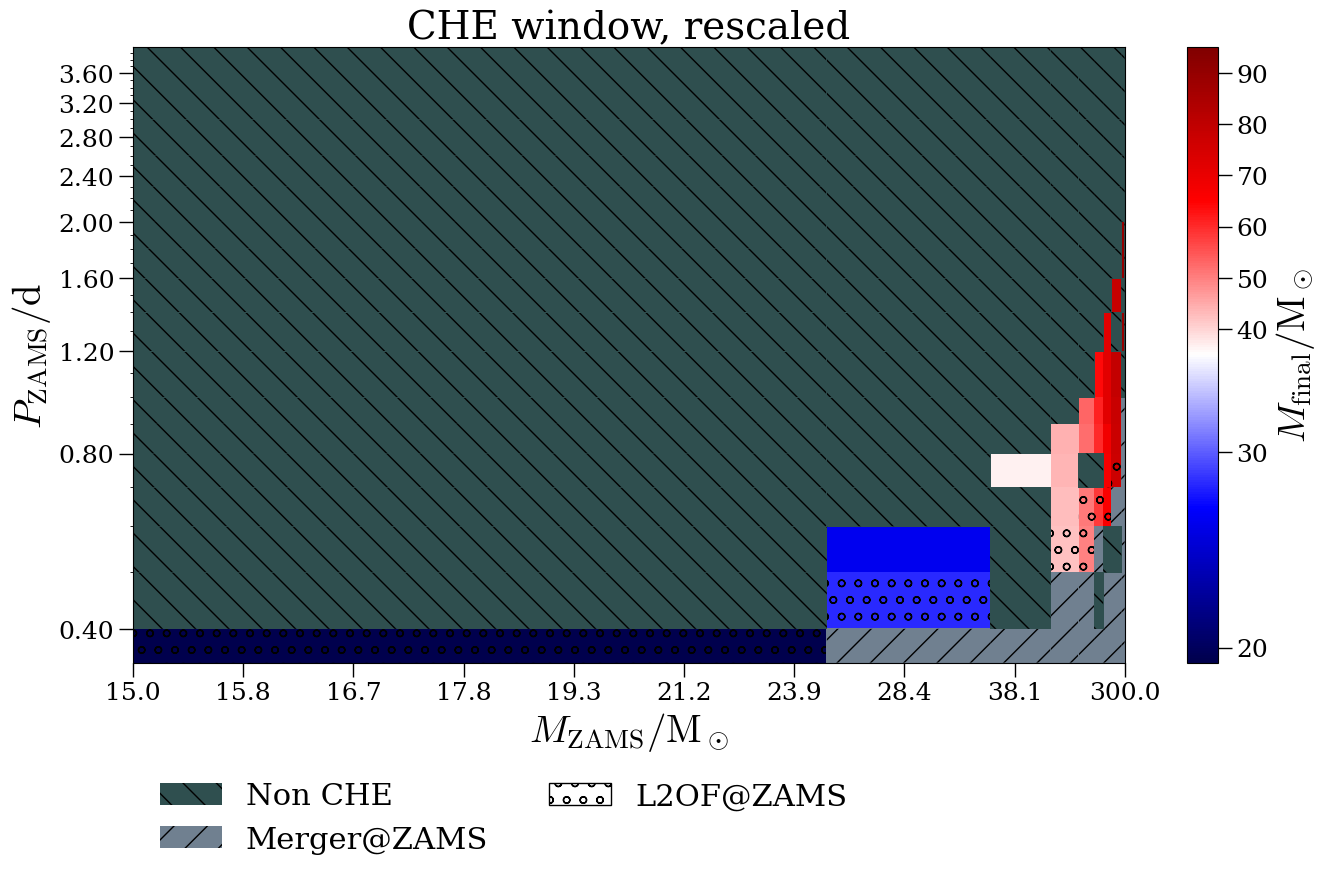 CHE window, rescaled
3.60
3.20
2.80
2.40
2.00
1.60
1.20
0.80
0.40
P_ZAMS/d
15.0 15.8 16.7 17.8 19.3 21.2 23.9 28.4 38.1 300.0
M_ZAMS/M_⊙
90
80
70
60
50
40
30
20
M_final/M_⊙
Non CHE
Merger@ZAMS
L2OF@ZAMS